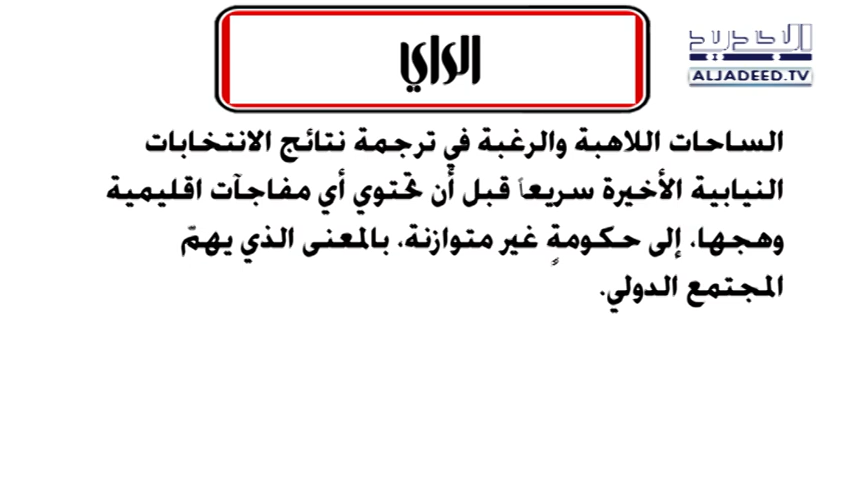 الراي
الجديد
ALJADEED.TV
الساحات اللاهبة والرغبة في ترجمة نتائج الانتخابات
النيابية الأخيرة سريعاً قبل أن تحتوي أي مفاجآت اقليمية
وهجها، إلى حكومةٍ غير متوازنة، بالمعنى الذي يهمّ
المجتمع الدولي.